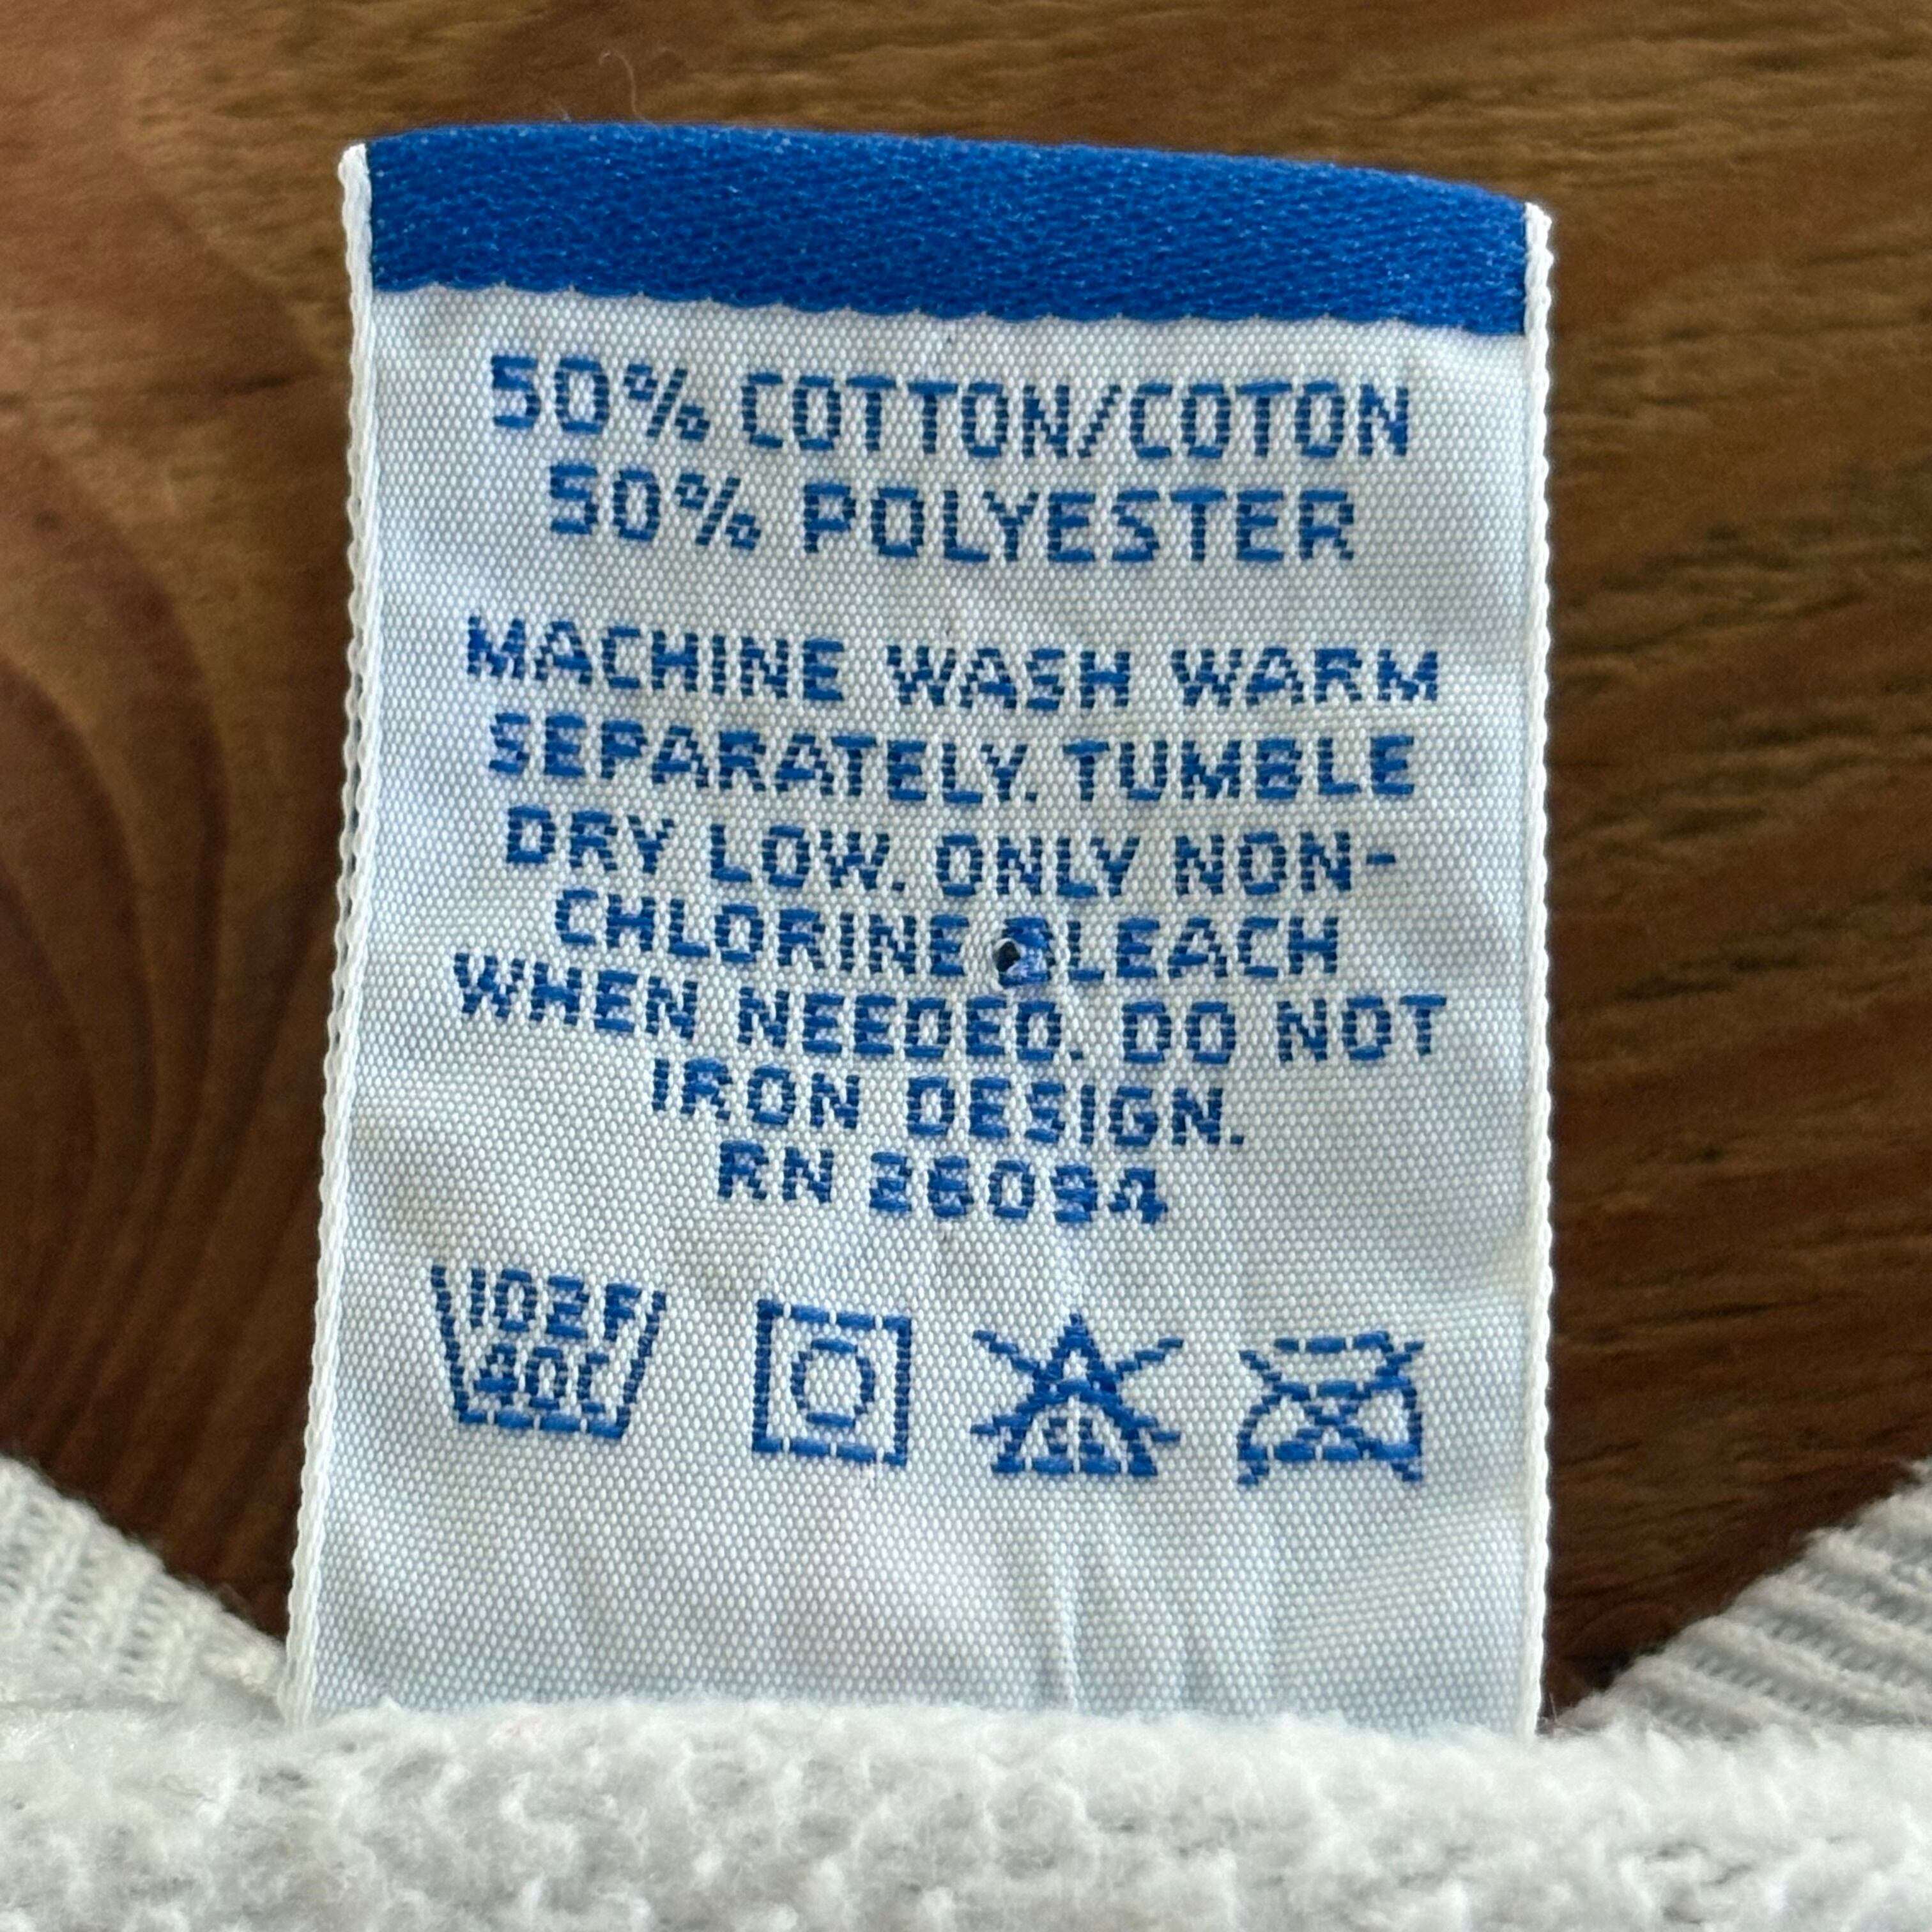 50% COTTON/COTON
50% POLYESTER
MACHINE WASH WARM
SEPARATELY. TUMBLE
DRY LOW. ONLY NON-
CHLORINE BLEACH
WHEN NEEDED. DO NOT
IRON DESIGN.
RN 26094
102F
40C
CL